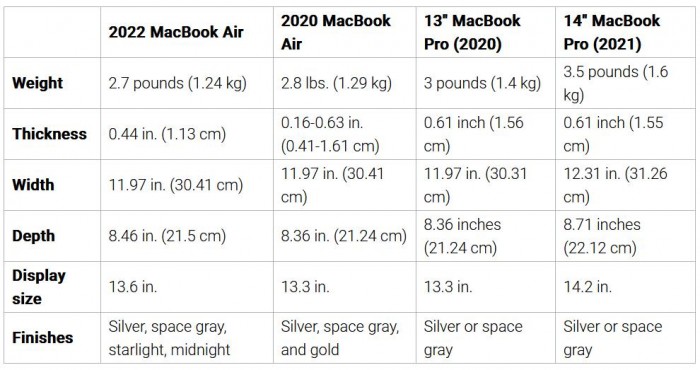 2022 MacBook Air
2020 MacBook
Air
13" MacBook
Pro (2020)
14" MacBook
Pro (2021)
Weight
2.7 pounds (1.24 kg)
2.8 lbs. (1.29 kg)
3 pounds (1.4 kg)
3.5 pounds (1.6
kg)
Thickness
0.44 in. (1.13 cm)
0.16-0.63 in.
(0.41-1.61 cm)
0.61 inch (1.56
cm)
0.61 inch (1.55
cm)
Width
11.97 in. (30.41 cm)
11.97 in. (30.41
cm)
11.97 in. (30.31
cm)
12.31 in. (31.26
cm)
Depth
8.46 in. (21.5 cm)
8.36 in. (21.24 cm)
8.36 inches
(21.24 cm)
8.71 inches
(22.12 cm)
Display
size
13.6 in.
13.3 in.
13.3 in.
14.2 in.
Finishes
Silver, space gray,
starlight, midnight
Silver, space gray,
and gold
Silver or space
gray
Silver or space
gray